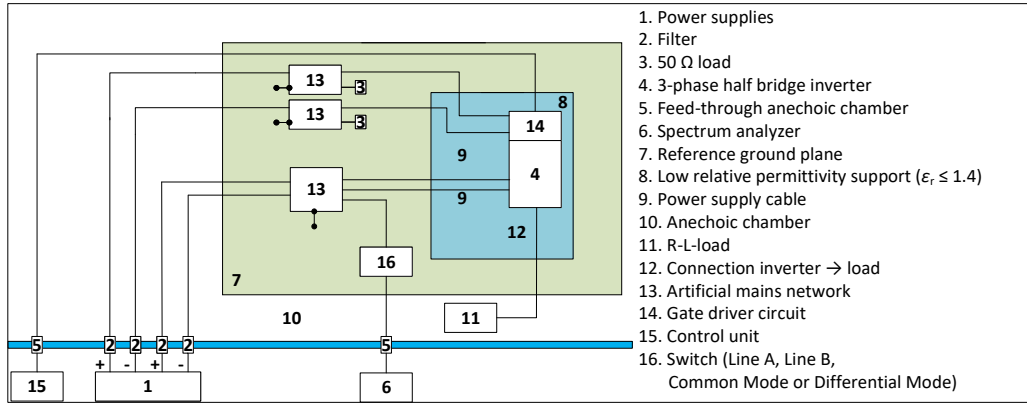 13
3
13
3
8
14
9
4
13
9
12
16
7
10
11
5
2
2
2
2
5
+
-
+
-
15
1
6
1. Power supplies
2. Filter
3. 50 Ω load
4. 3-phase half bridge inverter
5. Feed-through anechoic chamber
6. Spectrum analyzer
7. Reference ground plane
8. Low relative permittivity support (εr ≤ 1.4)
9. Power supply cable
10. Anechoic chamber
11. R-L-load
12. Connection inverter → load
13. Artificial mains network
14. Gate driver circuit
15. Control unit
16. Switch (Line A, Line B,
Common Mode or Differential Mode)